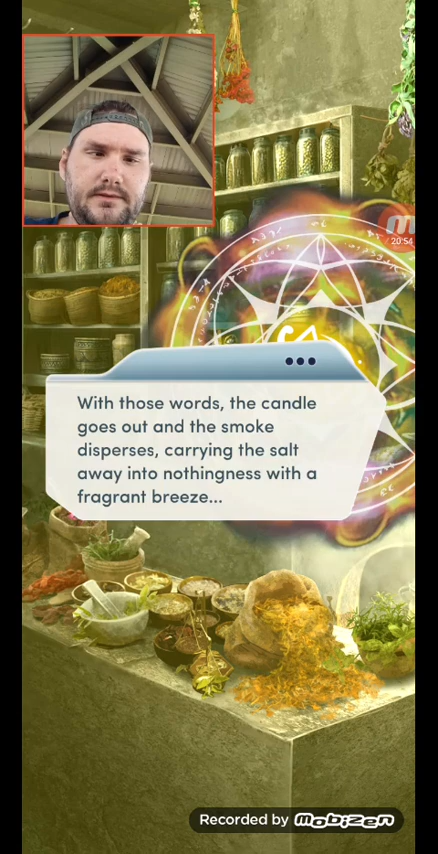 20:54
•••
With those words, the candle
goes out and the smoke
disperses, carrying the salt
away into nothingness with a
fragrant breeze...
Recorded by mobizen